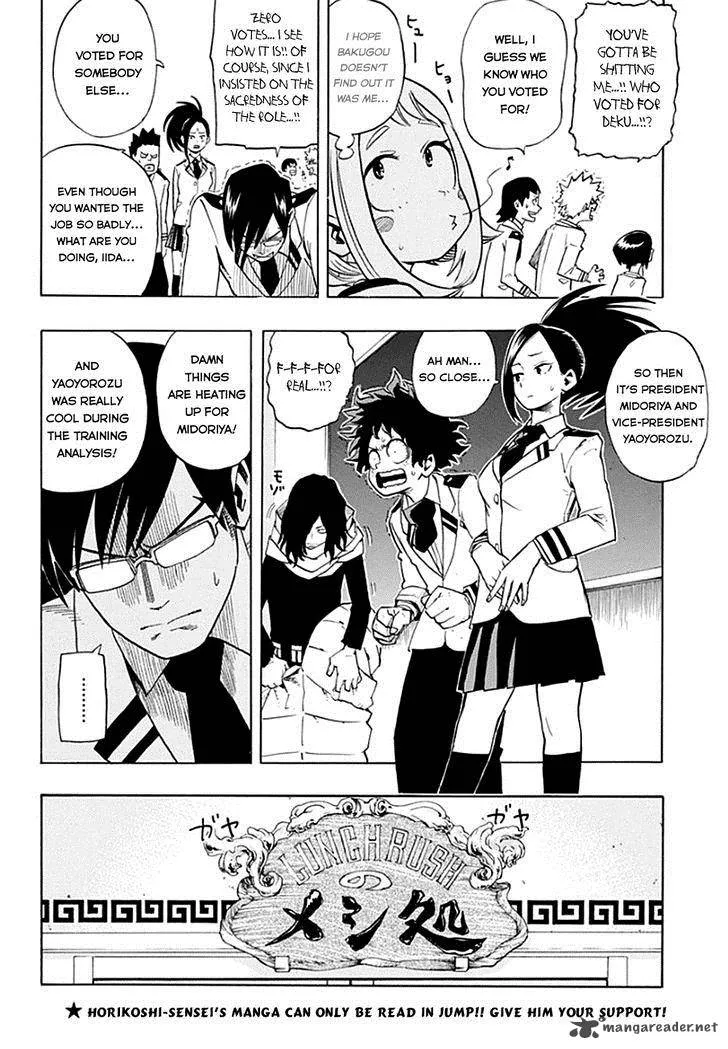 YOU'VE
GOTTA BE
SHITTING
ME...!! WHO
VOTED FOR
DEKU...!?
WELL, I
GUESS WE
KNOW WHO
YOU VOTED
FOR!
ヒュー
ヒョー
I HOPE
BAKUGOU
DOESN'T
FIND OUT IT
WAS ME...
ZERO
VOTES... I SEE
HOW IT IS!! OF
COURSE, SINCE I
INSISTED ON THE
SACREDNESS OF
THE ROLE...!!
YOU
VOTED FOR
SOMEBODY
ELSE...
EVEN THOUGH
YOU WANTED THE
JOB SO BADLY...
WHAT ARE YOU
DOING, IIDA...
SO THEN
IT'S PRESIDENT
MIDORIYA AND
VICE-PRESIDENT
YAOYOROZU.
AH MAN...
SO CLOSE...
F-F-F-FOR
REAL...!!?
モゾ
DAMN
THINGS
ARE HEATING
UP FOR
MIDORIYA!
AND
YAOYOROZU
WAS REALLY
COOL DURING
THE TRAINING
ANALYSIS!
.........
ガヤ
ガヤ
LUNCH RUSH
の
メシ処
★ HORIKOSHI-SENSEI'S MANGA CAN ONLY BE READ IN JUMP!! GIVE HIM YOUR SUPPORT!
mangareader.net